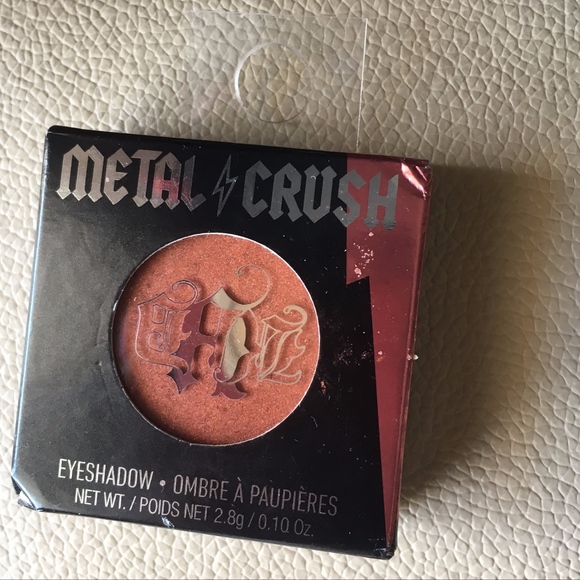 METAL⚡CRUSH
EYESHADOW • OMBRE À PAUPIÈRES
NET WT. / POIDS NET 2.8g / 0.10 Oz.